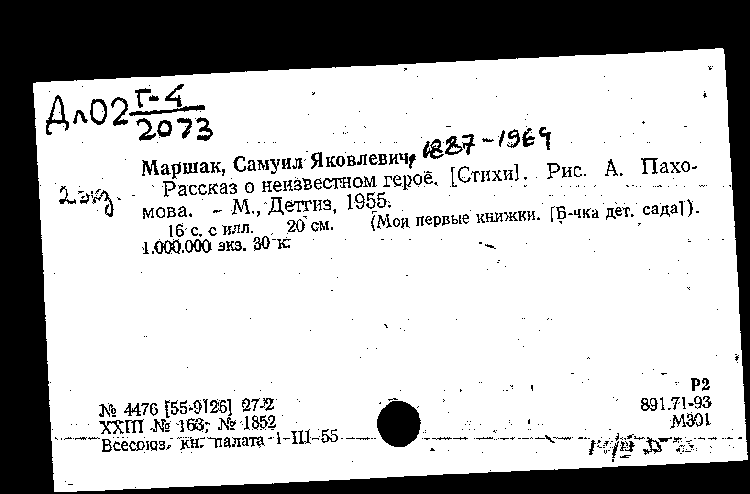 Дл02 Г-4
2073
Маршак, Самуил Яковлевич, 1887-1964
2 экз.
Рассказ о неизвестном герое. [Стихи]. Рис. А. Пахо-
мова. – М., Детгиз, 1955.
16 с. с илл. 20 см. (Мои первые книжки. [Б-чка дет. сада]).
1.000.000 экз. 30 к.
Р2
№ 4476 [55-9126] 27-2 891.71-93
XXIII № 163; № 1852 М301
Всесоюз. кн. палата 1-III-55